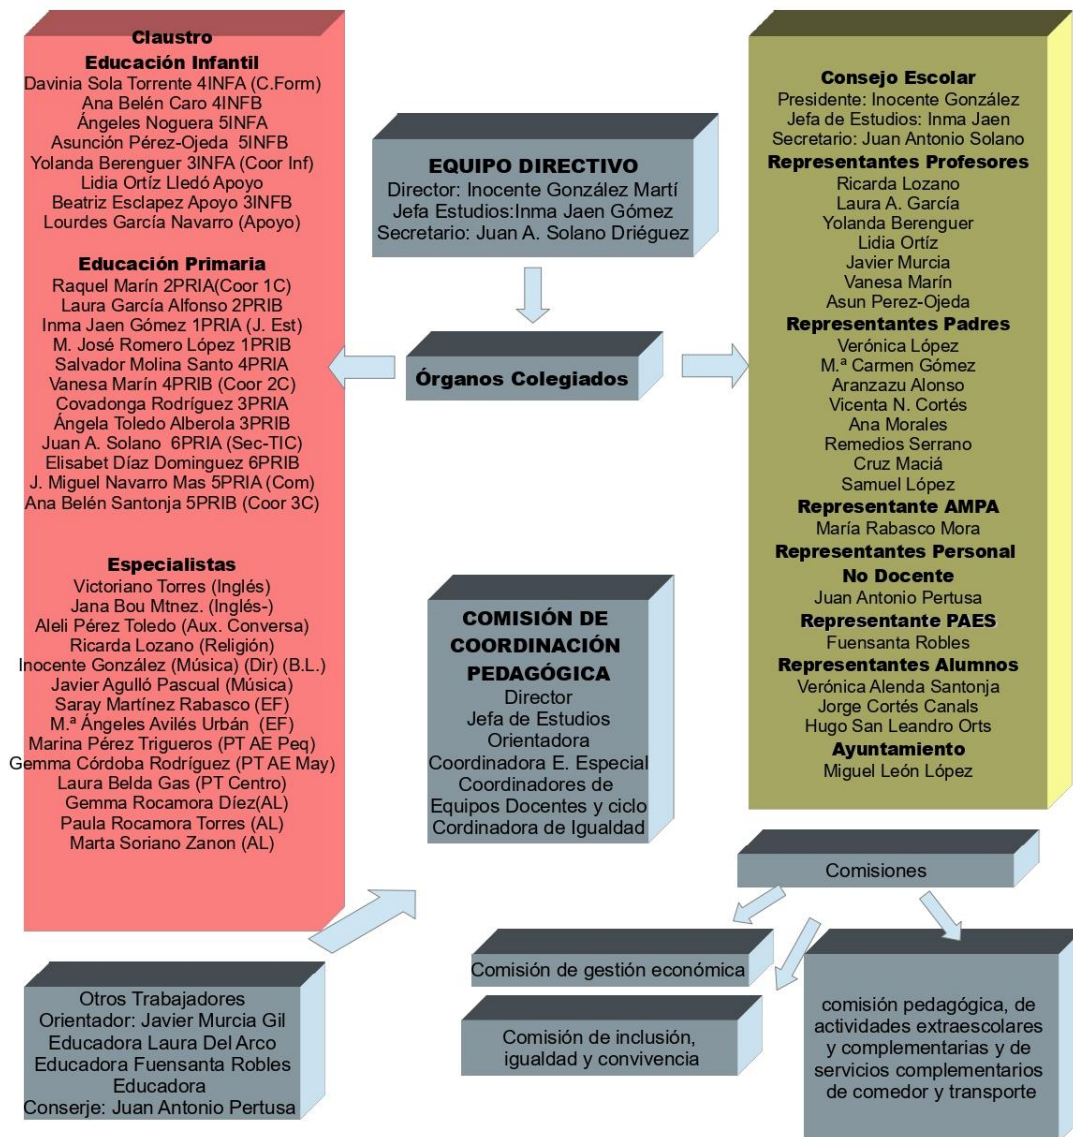 Claustro
Educación Infantil
Davinia Sola Torrente 4INFA (C.Form)
Ana Belén Caro 4INFB
Ángeles Noguera 5INFA
Asunción Pérez-Ojeda 5INFB
Yolanda Berenguer 3INFA (Coor Inf)
Lidia Ortíz Lledó Apoyo
Beatriz Esclapez Apoyo 3INFB
Lourdes García Navarro (Apoyo)
Educación Primaria
Raquel Marín 2PRIA(Coor 1C)
Laura García Alfonso 2PRIB
Inma Jaen Gómez 1PRIA (J. Est)
M. José Romero López 1PRIB
Salvador Molina Santo 4PRIA
Vanesa Marín 4PRIB (Coor 2C)
Covadonga Rodríguez 3PRIA
Ángela Toledo Alberola 3PRIB
Juan A. Solano 6PRIA (Sec-TIC)
Elisabet Díaz Dominguez 6PRIB
J. Miguel Navarro Mas 5PRIA (Com)
Ana Belén Santonja 5PRIB (Coor 3C)
Especialistas
Victoriano Torres (Inglés)
Jana Bou Mtnez. (Inglés-)
Aleli Pérez Toledo (Aux. Conversa)
Ricarda Lozano (Religión)
Inocente González (Música) (Dir) (B.L.)
Javier Agulló Pascual (Música)
Saray Martínez Rabasco (EF)
M.ª Ángeles Avilés Urbán (EF)
Marina Pérez Trigueros (PT AE Peq)
Gemma Córdoba Rodríguez (PT AE May)
Laura Belda Gas (PT Centro)
Gemma Rocamora Díez(AL)
Paula Rocamora Torres (AL)
Marta Soriano Zanon (AL)
EQUIPO DIRECTIVO
Director: Inocente González Martí
Jefa Estudios:Inma Jaen Gómez
Secretario: Juan A. Solano Driéguez
Órganos Colegiados
Consejo Escolar
Presidente: Inocente González
Jefa de Estudios: Inma Jaen
Secretario: Juan Antonio Solano
Representantes Profesores
Ricarda Lozano
Laura A. García
Yolanda Berenguer
Lidia Ortíz
Javier Murcia
Vanesa Marín
Asun Perez-Ojeda
Representantes Padres
Verónica López
M.ª Carmen Gómez
Aranzazu Alonso
Vicenta N. Cortés
Ana Morales
Remedios Serrano
Cruz Maciá
Samuel López
Representante AMPA
María Rabasco Mora
Representantes Personal
No Docente
Juan Antonio Pertusa
Representante PAES
Fuensanta Robles
Representantes Alumnos
Verónica Alenda Santonja
Jorge Cortés Canals
Hugo San Leandro Orts
Ayuntamiento
Miguel León López
COMISIÓN DE
COORDINACIÓN
PEDAGÓGICA
Director
Jefa de Estudios
Orientadora
Coordinadora E. Especial
Coordinadores de
Equipos Docentes y ciclo
Cordinadora de Igualdad
Otros Trabajadores
Orientador: Javier Murcia Gil
Educadora Laura Del Arco
Educadora Fuensanta Robles
Educadora
Conserje: Juan Antonio Pertusa
Comisiones
Comisión de gestión económica
Comisión de inclusión,
igualdad y convivencia
comisión pedagógica, de
actividades extraescolares
y complementarias y de
servicios complementarios
de comedor y transporte